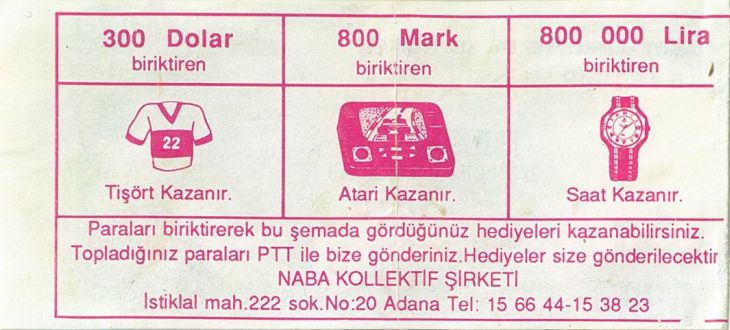 300 Dolar
biriktiren
800 Mark
biriktiren
800 000 Lira
biriktiren
22
Tişört Kazanır.
Atari Kazanır.
Saat Kazanır.
Paraları biriktirerek bu şemada gördüğünüz hediyeleri kazanabilirsiniz.
Topladığınız paraları PTT ile bize gönderiniz.Hediyeler size gönderilecektir
NABA KOLLEKTİF ŞİRKETİ
Istiklal mah.222 sok.No:20 Adana Tel: 15 66 44-15 38 23